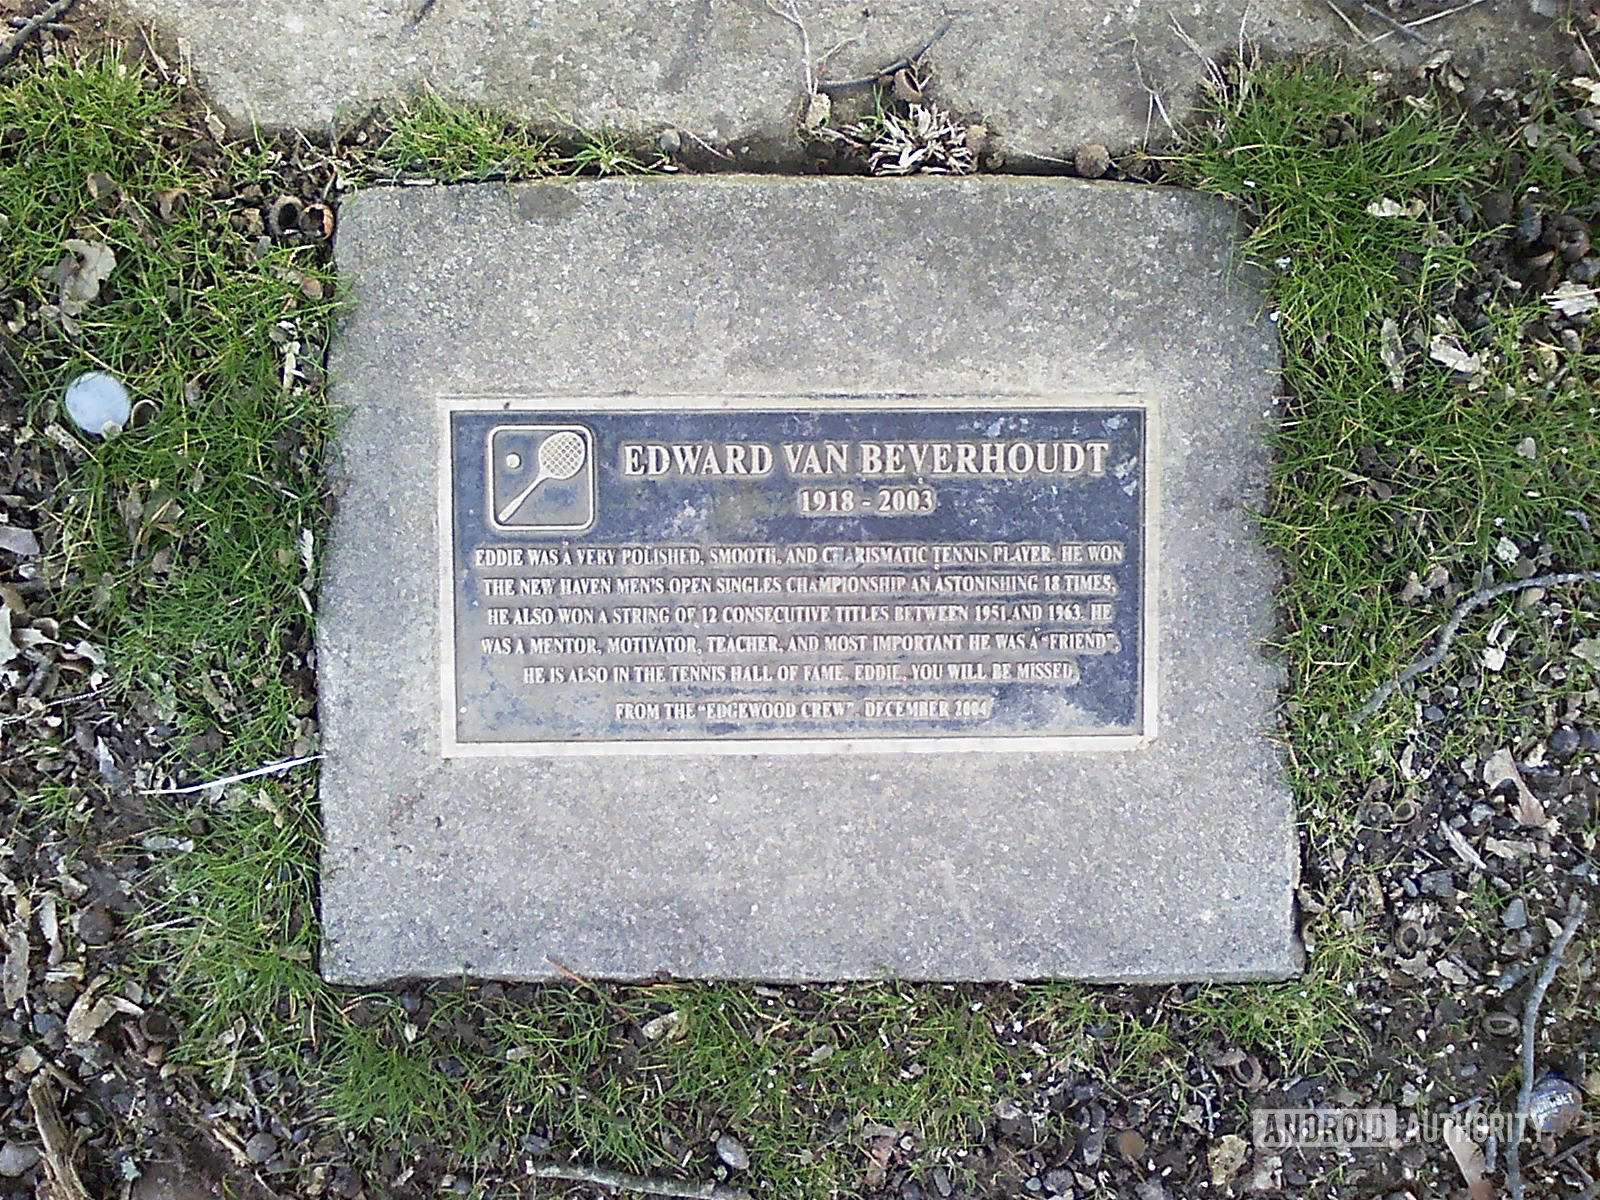 EDWARD VAN BEVERHOUDT
1918 - 2003
EDDIE WAS A VERY POLISHED, SMOOTH, AND CHARISMATIC TENNIS PLAYER. HE WON
THE NEW HAVEN MEN'S OPEN SINGLES CHAMPIONSHIP AN ASTONISHING 18 TIMES,
HE ALSO WON A STRING OF 12 CONSECUTIVE TITLES BETWEEN 1951 AND 1963. HE
WAS A MENTOR, MOTIVATOR, TEACHER, AND MOST IMPORTANT HE WAS A "FRIEND".
HE IS ALSO IN THE TENNIS HALL OF FAME. EDDIE, YOU WILL BE MISSED.
FROM THE "EDGEWOOD CREW". DECEMBER 2004
ANDROID AUTHORITY